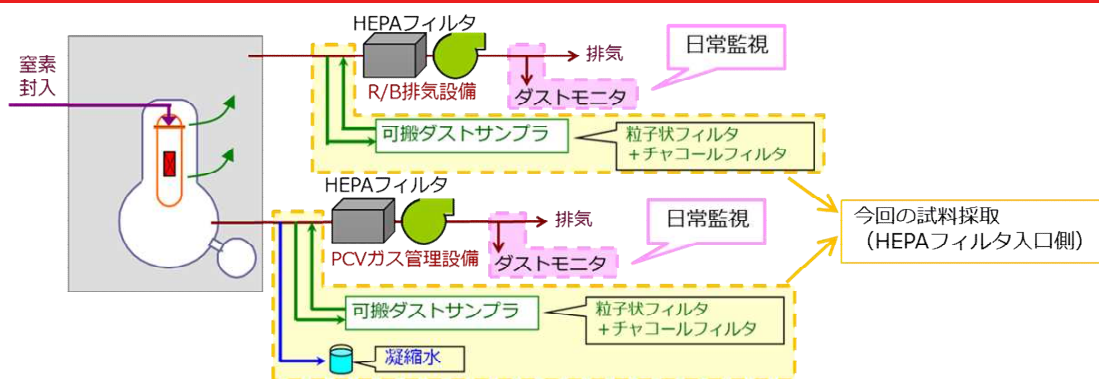 窒素
封入
HEPAフィルタ
R/B排気設備
排気
ダストモニタ
日常監視
可搬ダストサンプラ
粒子状フィルタ
+チャコールフィルタ
HEPAフィルタ
PCVガス管理設備
排気
ダストモニタ
日常監視
可搬ダストサンプラ
粒子状フィルタ
+チャコールフィルタ
凝縮水
今回の試料採取
(HEPAフィルタ入口側)